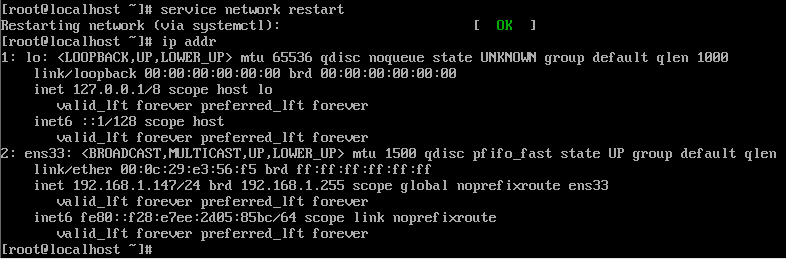 [root@localhost ~]# service network restart
Restarting network (via systemctl):                        [  OK  ]
[root@localhost ~]# ip addr
1: lo: <LOOPBACK,UP,LOWER_UP> mtu 65536 qdisc noqueue state UNKNOWN group default qlen 1000
    link/loopback 00:00:00:00:00:00 brd 00:00:00:00:00:00
    inet 127.0.0.1/8 scope host lo
       valid_lft forever preferred_lft forever
    inet6 ::1/128 scope host
       valid_lft forever preferred_lft forever
2: ens33: <BROADCAST,MULTICAST,UP,LOWER_UP> mtu 1500 qdisc pfifo_fast state UP group default qlen
    link/ether 00:0c:29:e3:56:f5 brd ff:ff:ff:ff:ff:ff
    inet 192.168.1.147/24 brd 192.168.1.255 scope global noprefixroute ens33
       valid_lft forever preferred_lft forever
    inet6 fe80::f28:e7ee:2d05:85bc/64 scope link noprefixroute
       valid_lft forever preferred_lft forever
[root@localhost ~]#